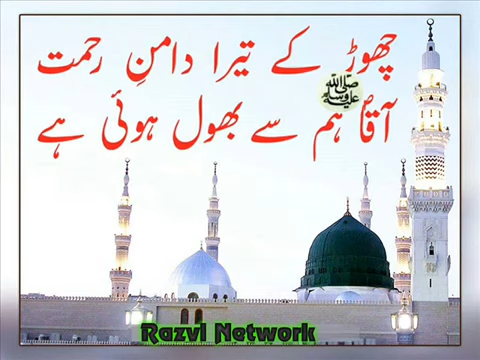 چھوڑ کے تیرا دامنِ رحمت
ﷺ
آقاؐ ہم سے بھول ہوئی ہے
Razvi Network